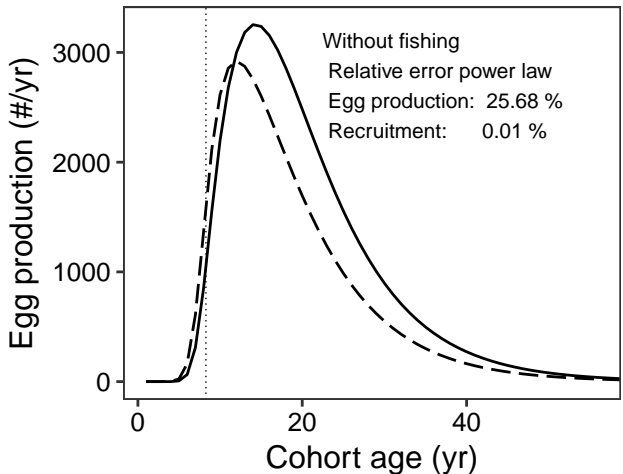 Without fishing
Relative error power law
Egg production: 25.68 %
Recruitment: 0.01 %
Egg production (#/yr)
3000
2000
1000
0
0 20 40
Cohort age (yr)